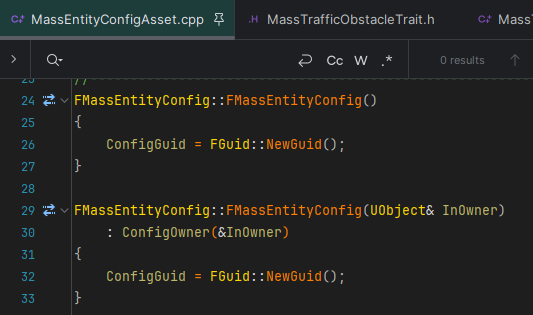 C++ MassEntityConfigAsset.cpp
.H MassTrafficObstacleTrait.h
C++ Mass
Cc W .* 0 results
23 //
24 FMassEntityConfig::FMassEntityConfig()
25 {
26 ConfigGuid = FGuid::NewGuid();
27 }
28
29 FMassEntityConfig::FMassEntityConfig(UObject& InOwner)
30 : ConfigOwner(&InOwner)
31 {
32 ConfigGuid = FGuid::NewGuid();
33 }